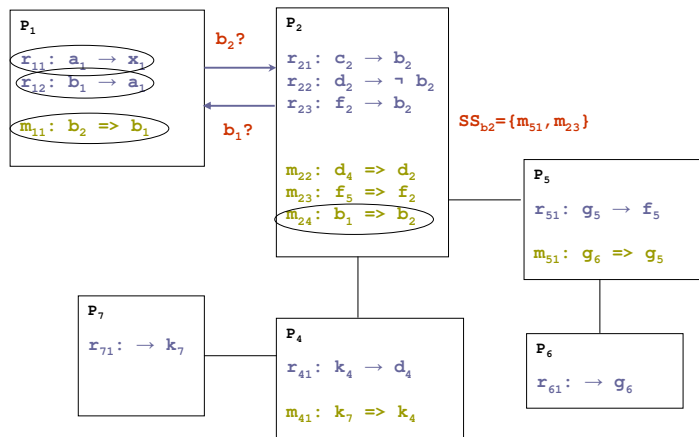 P₁
r₁₁: a₁ → x₁
r₁₂: b₁ → a₁
m₁₁: b₂ => b₁
b₂?
b₁?
P₂
r₂₁: c₂ → b₂
r₂₂: d₂ → ¬ b₂
r₂₃: f₂ → b₂
m₂₂: d₄ => d₂
m₂₃: f₅ => f₂
m₂₄: b₁ => b₂
SS_b2={m₅₁,m₂₃}
P₅
r₅₁: g₅ → f₅
m₅₁: g₆ => g₅
P₇
r₇₁: → k₇
P₄
r₄₁: k₄ → d₄
m₄₁: k₇ => k₄
P₆
r₆₁: → g₆